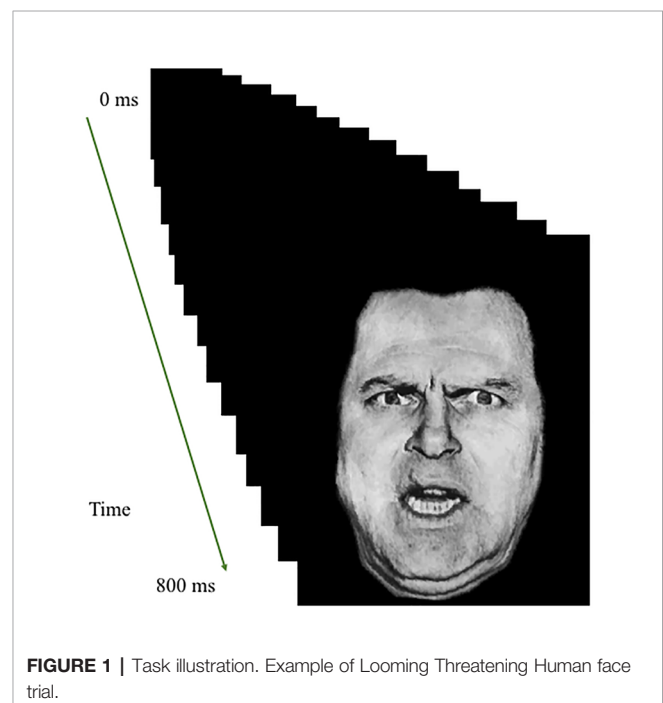 0 ms
Time
800 ms
FIGURE 1 | Task illustration. Example of Looming Threatening Human face
trial.